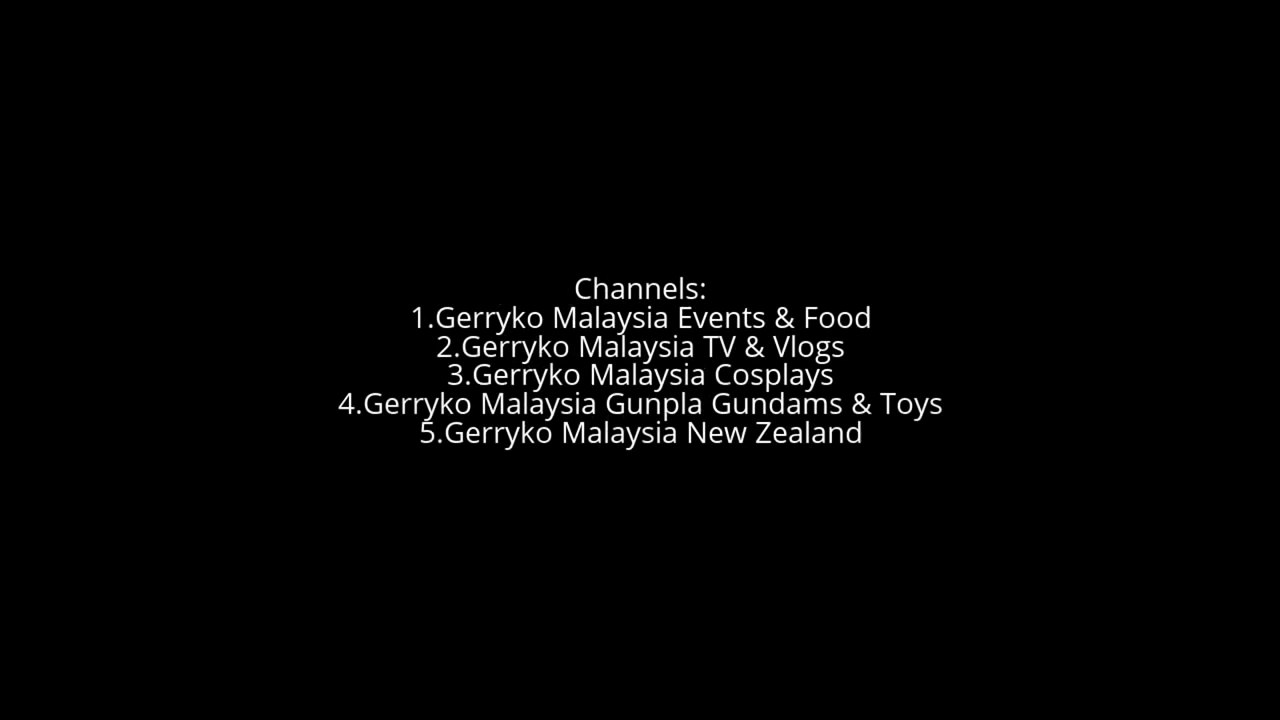 Channels:
1.Gerryko Malaysia Events & Food
2.Gerryko Malaysia TV & Vlogs
3.Gerryko Malaysia Cosplays
4.Gerryko Malaysia Gunpla Gundams & Toys
5.Gerryko Malaysia New Zealand